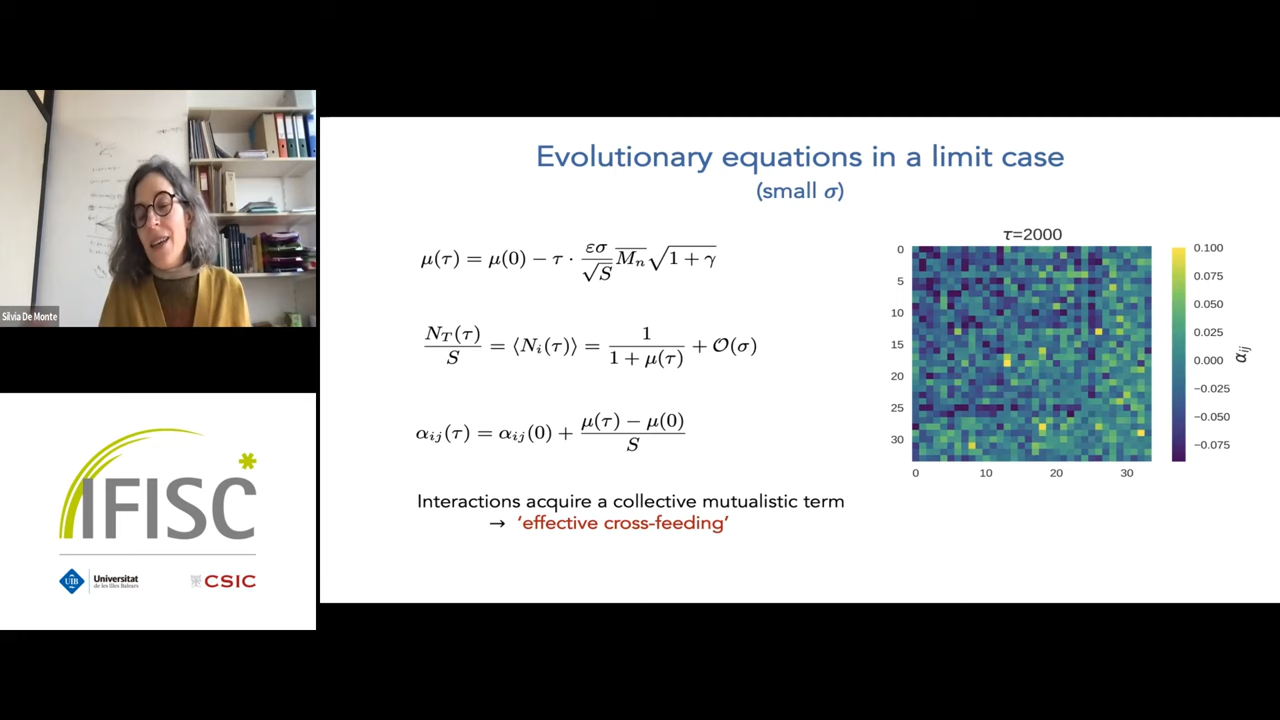 Evolutionary equations in a limit case
(small σ)
μ(τ) = μ(0) − τ · εσ/√S M̅ₙ √(1 + γ)
N_T(τ)/S = ⟨N_i(τ)⟩ = 1/(1 + μ(τ)) + 𝒪(σ)
α_ij(τ) = α_ij(0) + (μ(τ) − μ(0))/S
Interactions acquire a collective mutualistic term
→ ‘effective cross-feeding’
τ=2000
0
5
10
15
20
25
30
0 10 20 30
0.100
0.075
0.050
0.025
0.000
−0.025
−0.050
−0.075
α_ij
Silvia De Monte
IFISC
UIB
Universitat
de les Illes Balears
CSIC